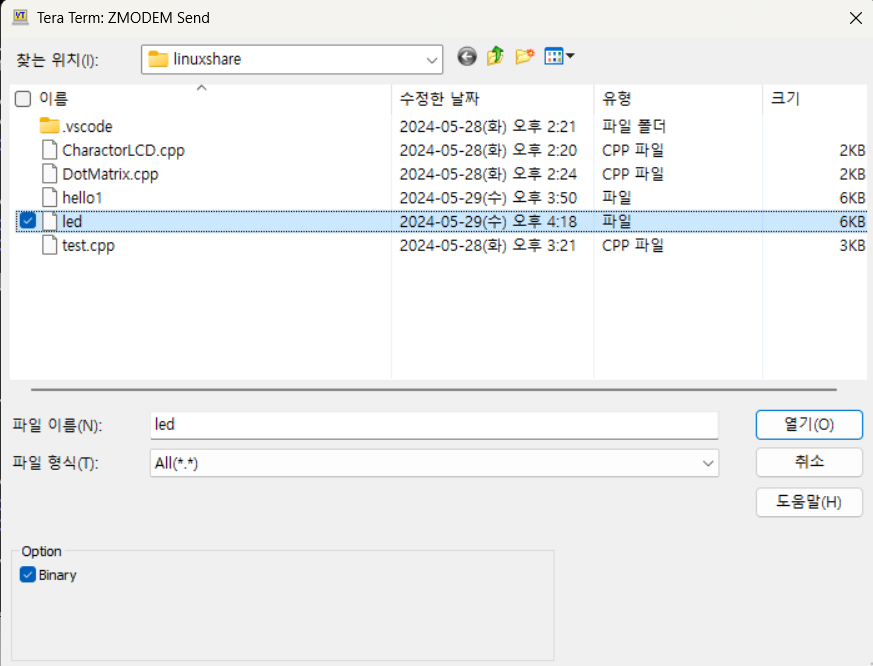 Tera Term: ZMODEM Send
찾는 위치(I): linuxshare
이름 수정한 날짜 유형 크기
.vscode 2024-05-28(화) 오후 2:21 파일 폴더
CharactorLCD.cpp 2024-05-28(화) 오후 2:20 CPP 파일 2KB
DotMatrix.cpp 2024-05-28(화) 오후 2:24 CPP 파일 2KB
hello1 2024-05-29(수) 오후 3:50 파일 6KB
led 2024-05-29(수) 오후 4:18 파일 6KB
test.cpp 2024-05-28(화) 오후 3:21 CPP 파일 3KB
파일 이름(N): led 열기(O)
파일 형식(T): All(*.*) 취소
도움말(H)
Option
Binary